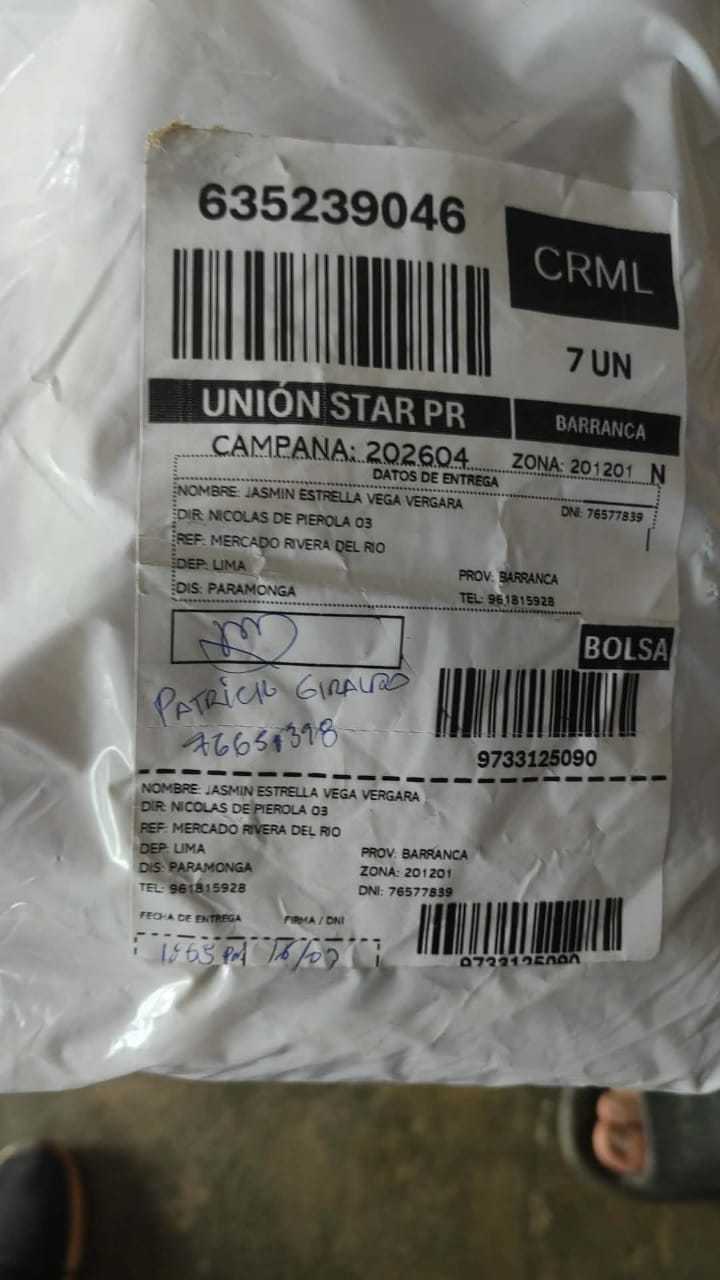 635239046
CRML
7 UN
UNIÓN STAR PR
BARRANCA
CAMPANA: 202604
ZONA: 201201 N
DATOS DE ENTREGA
NOMBRE: JASMIN ESTRELLA VEGA VERGARA
DNI: 76577839
DIR: NICOLAS DE PIEROLA 03
REF: MERCADO RIVERA DEL RIO
DEP: LIMA
PROV: BARRANCA
DIS: PARAMONGA
TEL: 961815928
BOLSA
PATRICIO GIRALDO
9733125090
NOMBRE: JASMIN ESTRELLA VEGA VERGARA
DIR: NICOLAS DE PIEROLA 03
REF: MERCADO RIVERA DEL RIO
DEP: LIMA
PROV: BARRANCA
DIS: PARAMONGA
ZONA: 201201
TEL: 961815928
DNI: 76577839
FECHA DE ENTREGA
FIRMA / DNI
9733125090